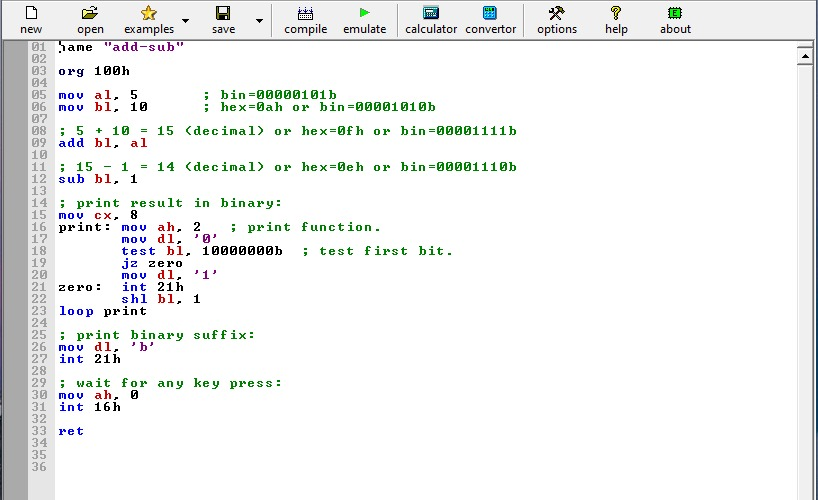 new open examples save compile emulate calculator convertor options help about
01 name "add-sub"
02
03 org 100h
04
05 mov al, 5 ; bin=00000101b
06 mov bl, 10 ; hex=0ah or bin=00001010b
07
08 ; 5 + 10 = 15 (decimal) or hex=0fh or bin=00001111b
09 add bl, al
10
11 ; 15 - 1 = 14 (decimal) or hex=0eh or bin=00001110b
12 sub bl, 1
13
14 ; print result in binary:
15 mov cx, 8
16 print: mov ah, 2 ; print function.
17 mov dl, '0'
18 test bl, 10000000b ; test first bit.
19 jz zero
20 mov dl, '1'
21 zero: int 21h
22 shl bl, 1
23 loop print
24
25 ; print binary suffix:
26 mov dl, 'b'
27 int 21h
28
29 ; wait for any key press:
30 mov ah, 0
31 int 16h
32
33 ret
34
35
36